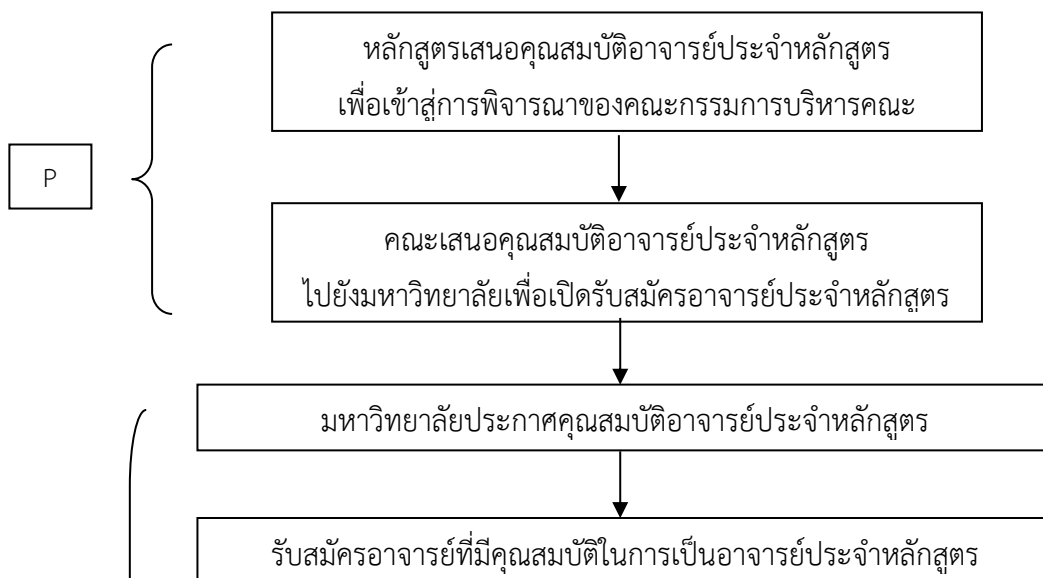 หลักสูตรเสนอคุณสมบัติอาจารย์ประจำหลักสูตร
เพื่อเข้าสู่การพิจารณาของคณะกรรมการบริหารคณะ
P
คณะเสนอคุณสมบัติอาจารย์ประจำหลักสูตร
ไปยังมหาวิทยาลัยเพื่อเปิดรับสมัครอาจารย์ประจำหลักสูตร
มหาวิทยาลัยประกาศคุณสมบัติอาจารย์ประจำหลักสูตร
รับสมัครอาจารย์ที่มีคุณสมบัติในการเป็นอาจารย์ประจำหลักสูตร